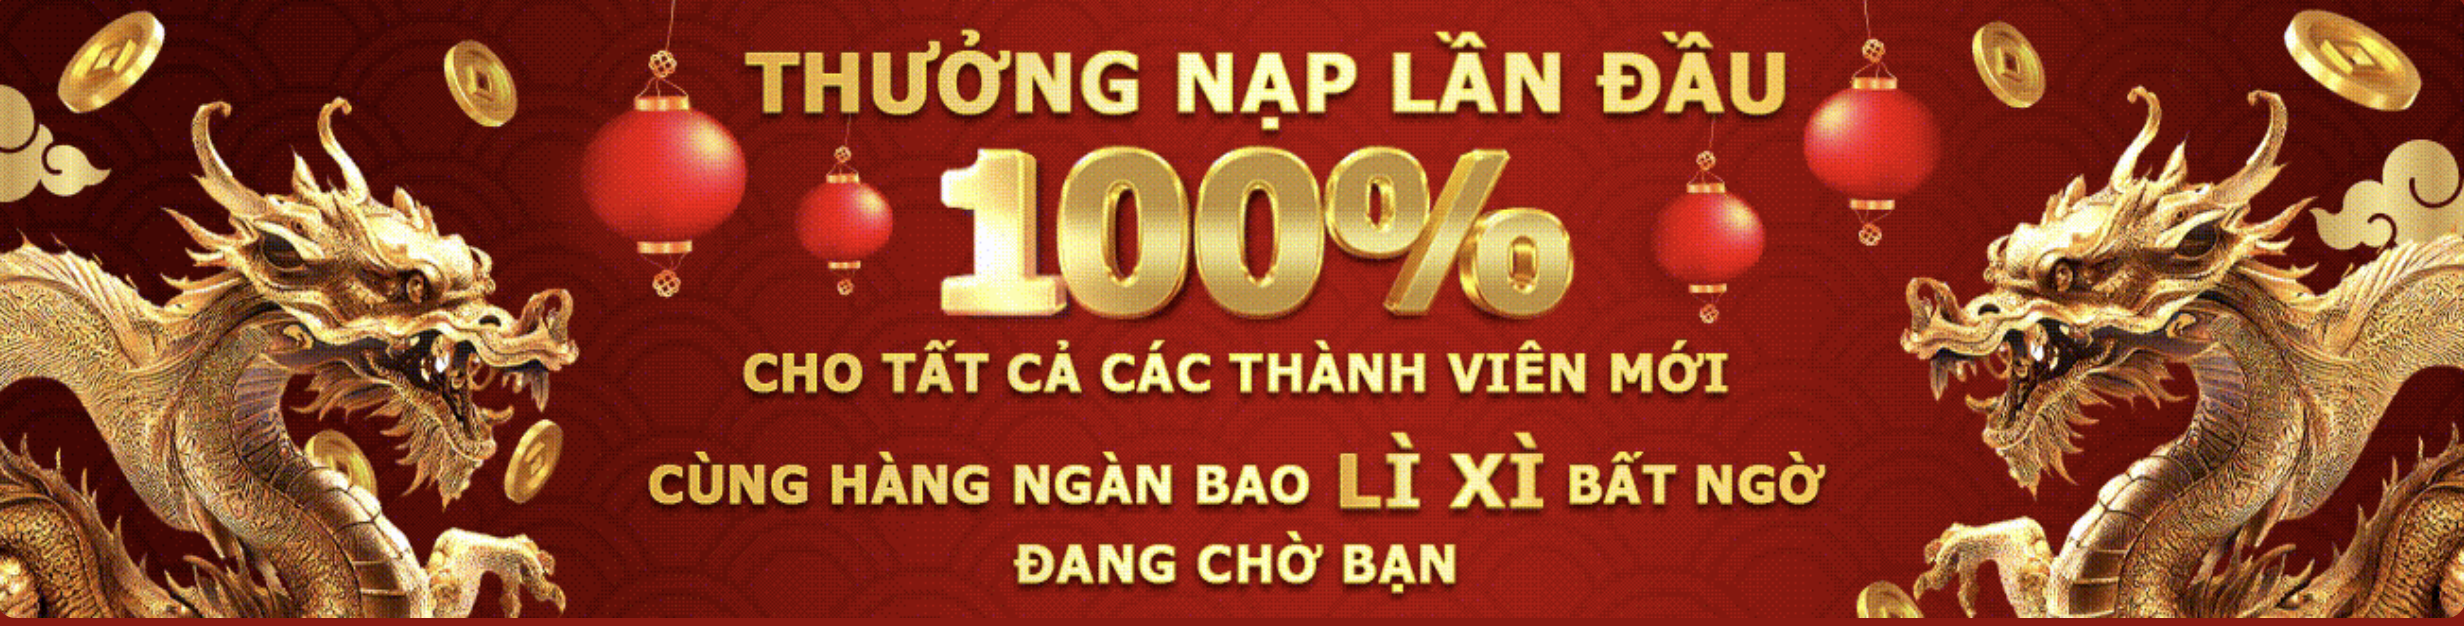 THƯỞNG NẠP LẦN ĐẦU
100%
CHO TẤT CẢ CÁC THÀNH VIÊN MỚI
CÙNG HÀNG NGÀN BAO LÌ XÌ BẤT NGỜ
ĐANG CHỜ BẠN